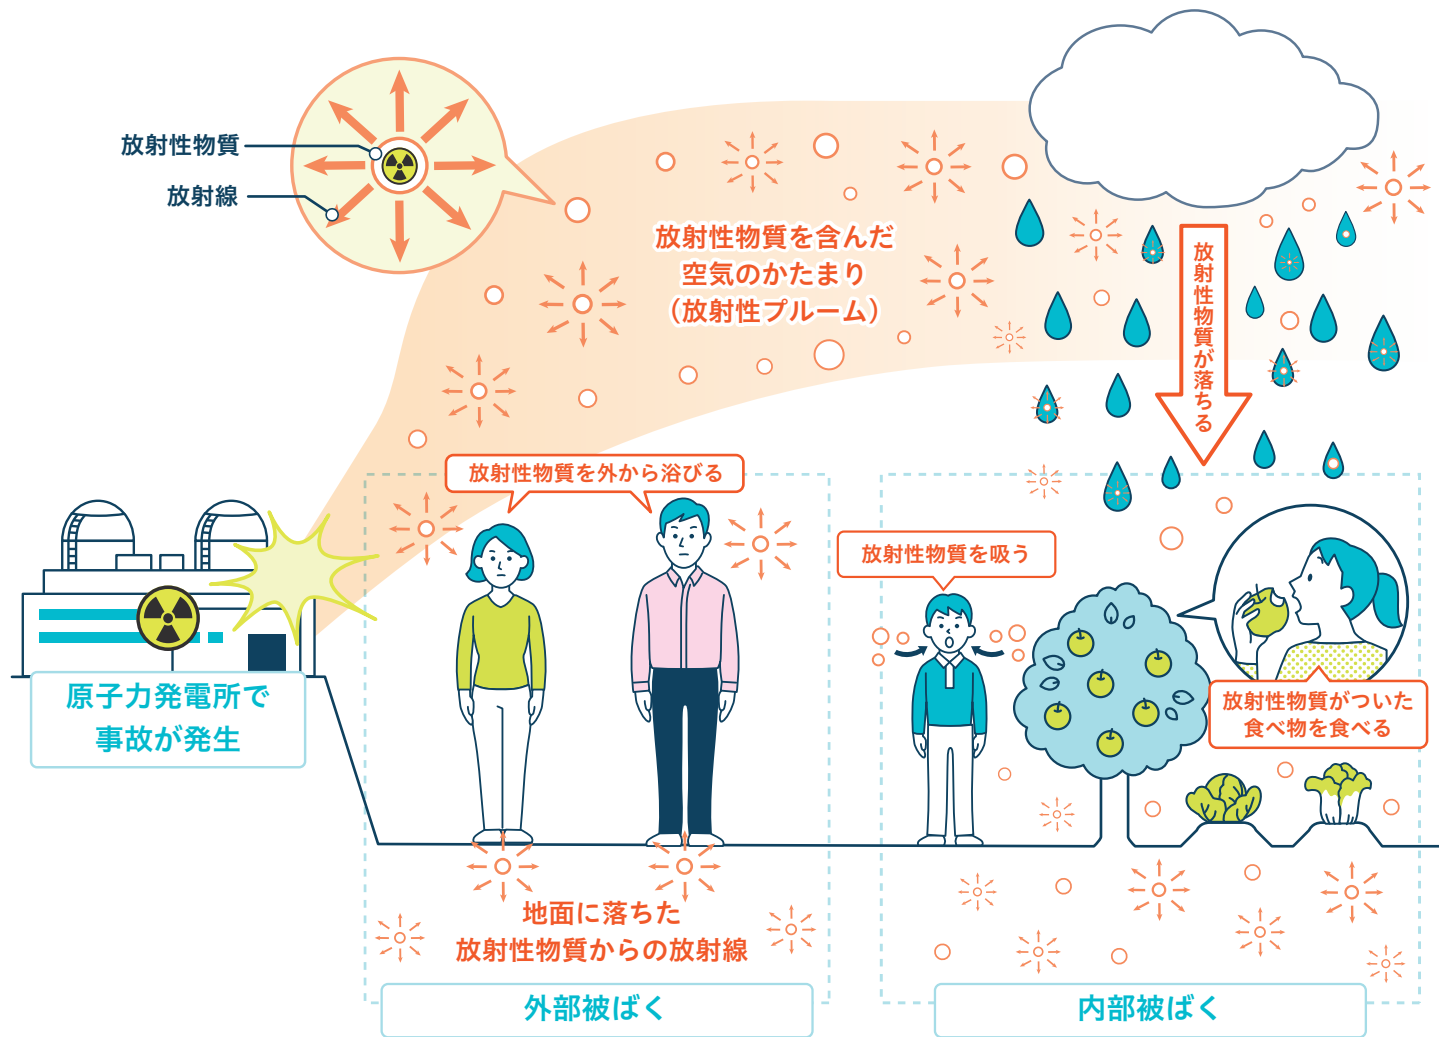 放射性物質
放射線
放射性物質を含んだ
空気のかたまり
（放射性プルーム）
放射性物質が落ちる
放射性物質を外から浴びる
放射性物質を吸う
放射性物質がついた
食べ物を食べる
原子力発電所で
事故が発生
地面に落ちた
放射性物質からの放射線
外部被ばく
内部被ばく